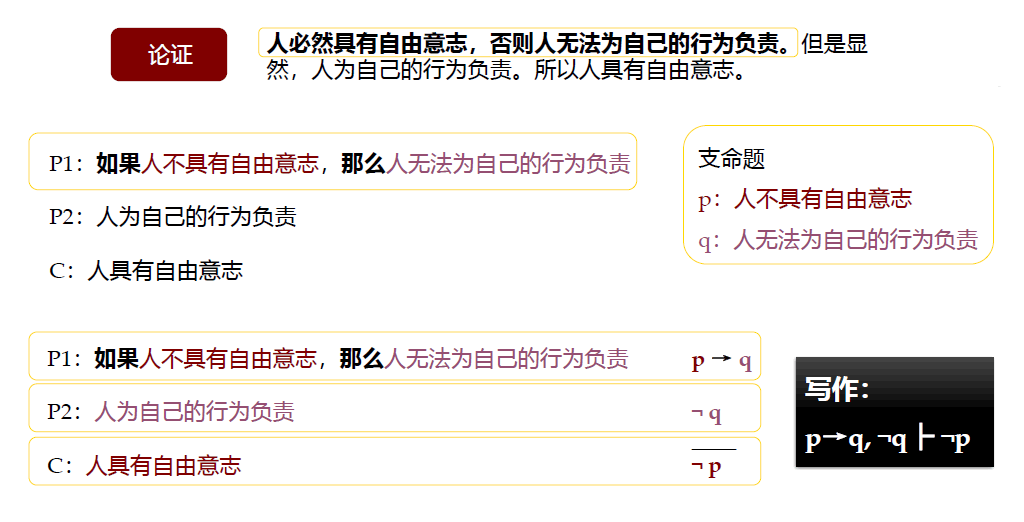 论证
人必然具有自由意志，否则人无法为自己的行为负责。但是显
然，人为自己的行为负责。所以人具有自由意志。
P1：如果人不具有自由意志，那么人无法为自己的行为负责
P2：人为自己的行为负责
C：人具有自由意志
支命题
p：人不具有自由意志
q：人无法为自己的行为负责
P1：如果人不具有自由意志，那么人无法为自己的行为负责 p → q
P2：人为自己的行为负责 ¬ q
C：人具有自由意志 ¬ p
写作：
p→q, ¬q ├ ¬p